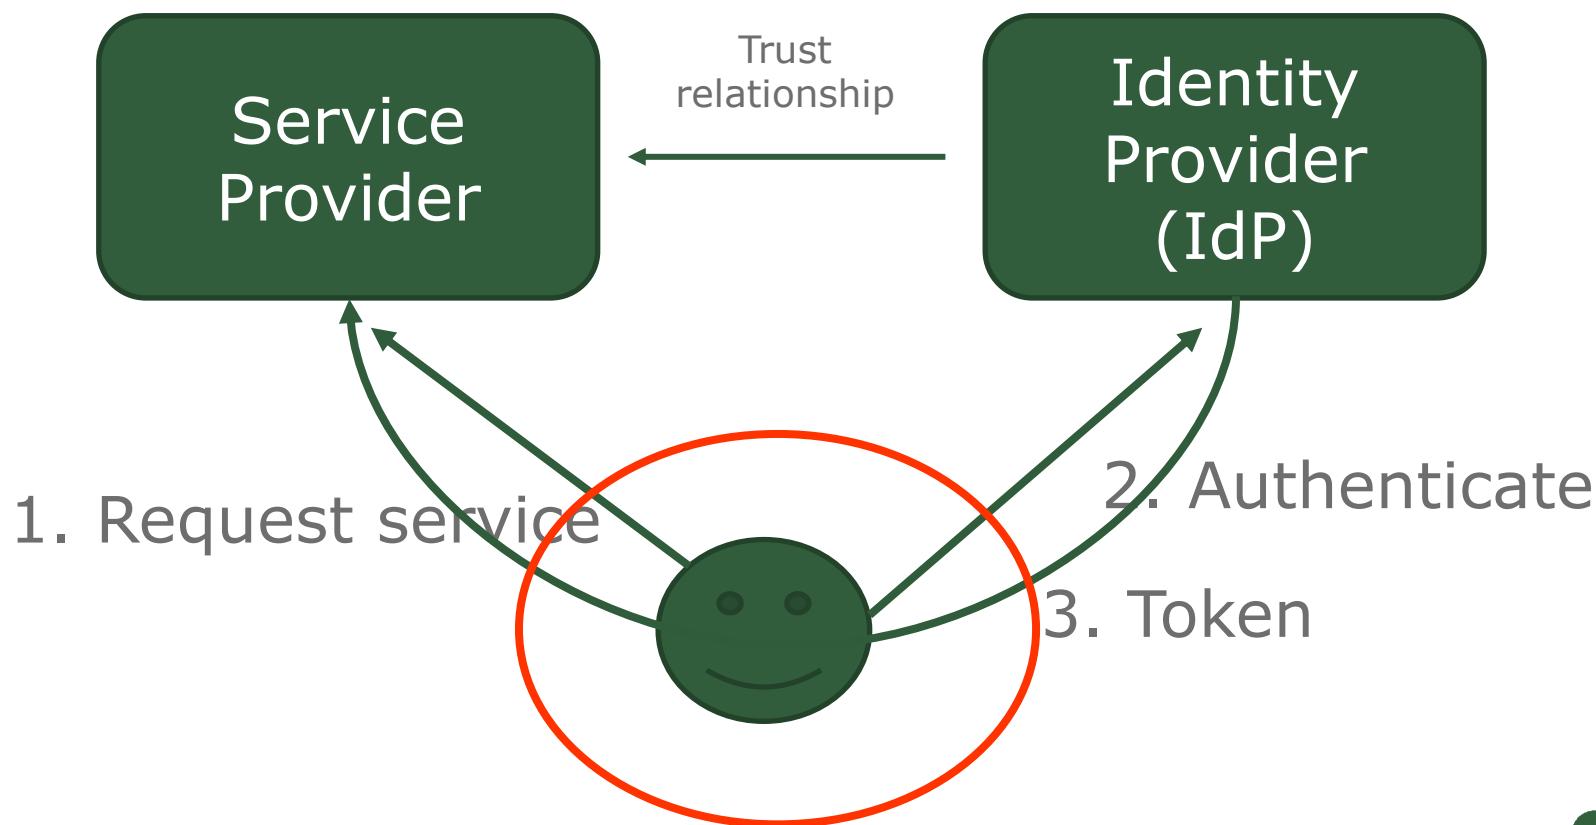 Service
Provider
Trust
relationship
Identity
Provider
(IdP)
1. Request service
2. Authenticate
3. Token